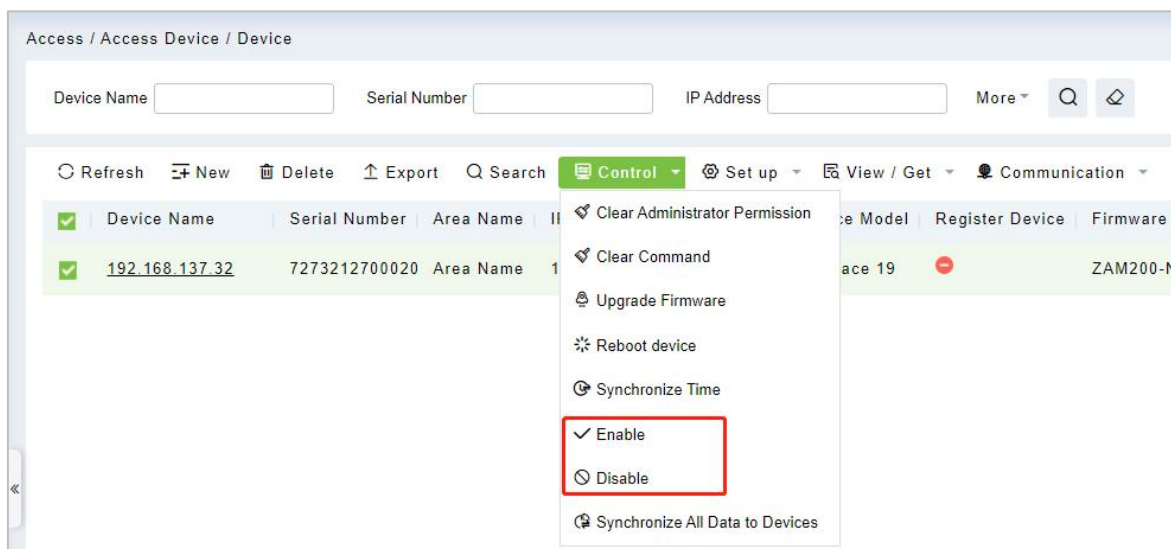 Access / Access Device / Device
Device Name Serial Number IP Address More
Refresh New Delete Export Search Control Set up View / Get Communication
Device Name Serial Number Area Name Model Register Device Firmware
192.168.137.32 7273212700020 Area Name 19 ZAM200-N
Clear Administrator Permission
Clear Command
Upgrade Firmware
Reboot device
Synchronize Time
Enable
Disable
Synchronize All Data to Devices